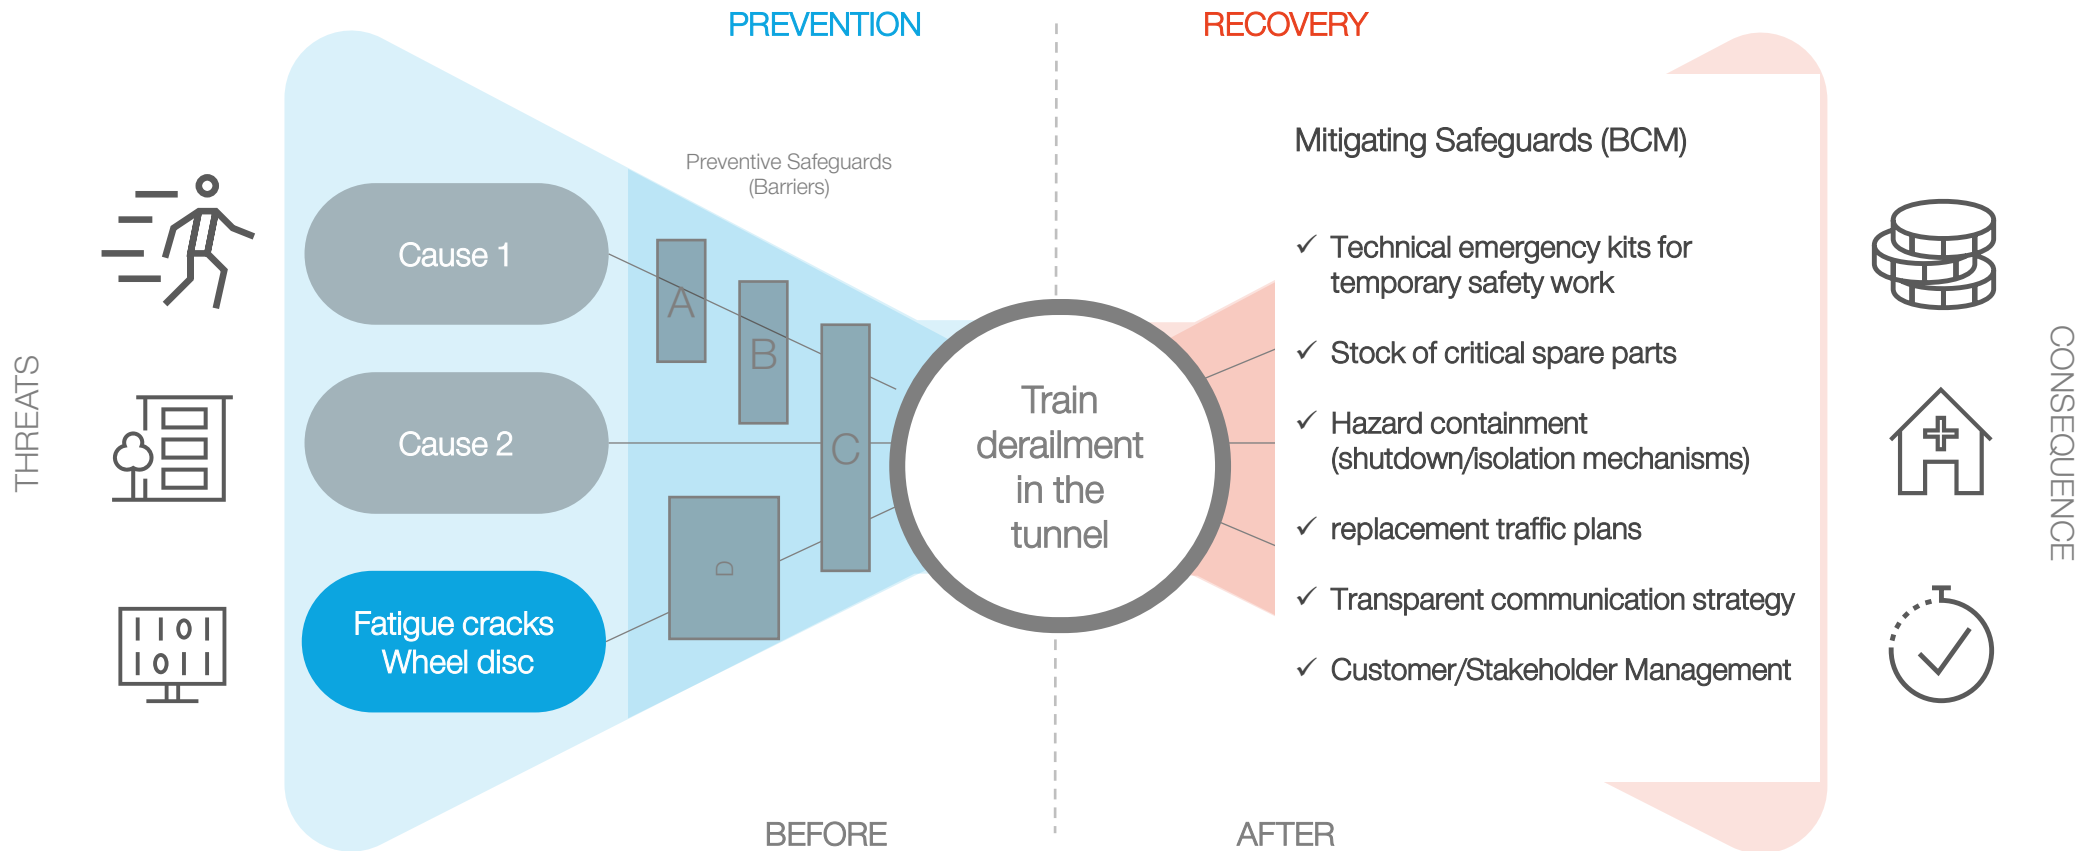 PREVENTION
RECOVERY
THREATS
Cause 1
Cause 2
Fatigue cracks
Wheel disc
Preventive Safeguards
(Barriers)
A
B
C
D
Train
derailment
in the
tunnel
Mitigating Safeguards (BCM)
✓ Technical emergency kits for
temporary safety work
✓ Stock of critical spare parts
✓ Hazard containment
(shutdown/isolation mechanisms)
✓ replacement traffic plans
✓ Transparent communication strategy
✓ Customer/Stakeholder Management
CONSEQUENCE
BEFORE
AFTER